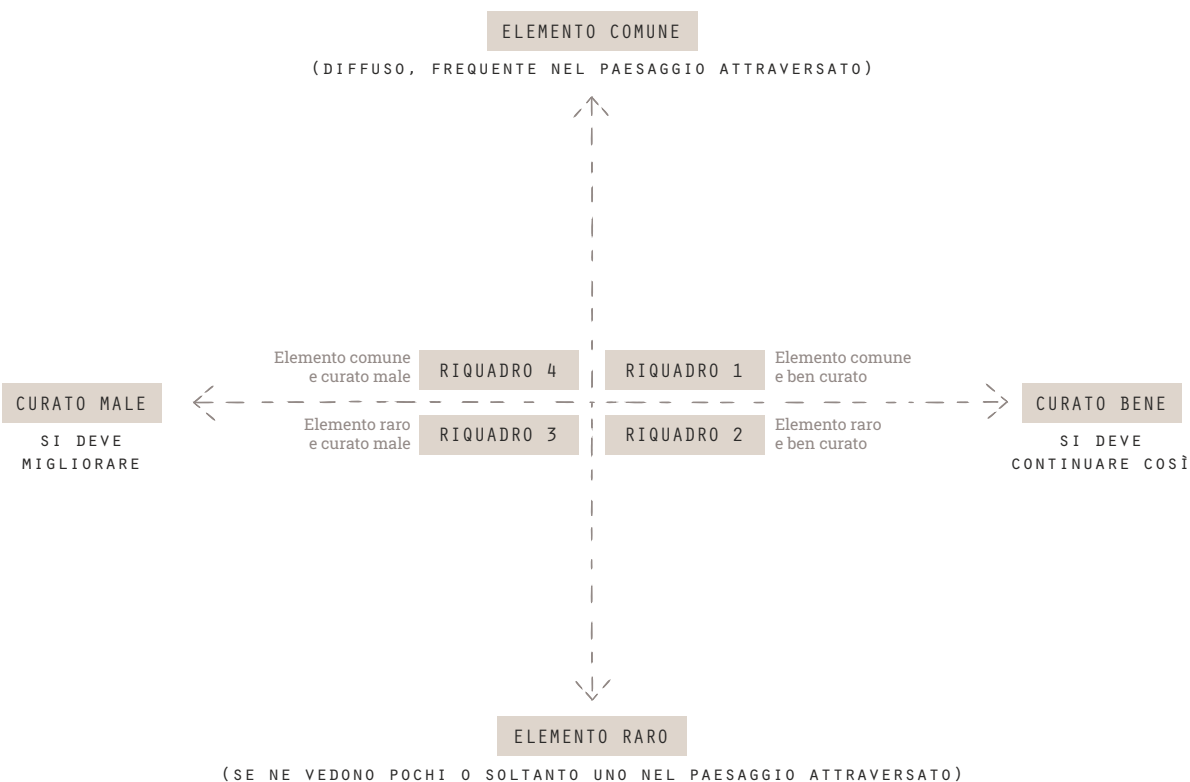 ELEMENTO COMUNE
(DIFFUSO, FREQUENTE NEL PAESAGGIO ATTRAVERSATO)
Elemento comune
e curato male
RIQUADRO 4
RIQUADRO 1
Elemento comune
e ben curato
CURATO MALE
SI DEVE
MIGLIORARE
CURATO BENE
SI DEVE
CONTINUARE COSÌ
Elemento raro
e curato male
RIQUADRO 3
RIQUADRO 2
Elemento raro
e ben curato
ELEMENTO RARO
(SE NE VEDONO POCHI O SOLTANTO UNO NEL PAESAGGIO ATTRAVERSATO)